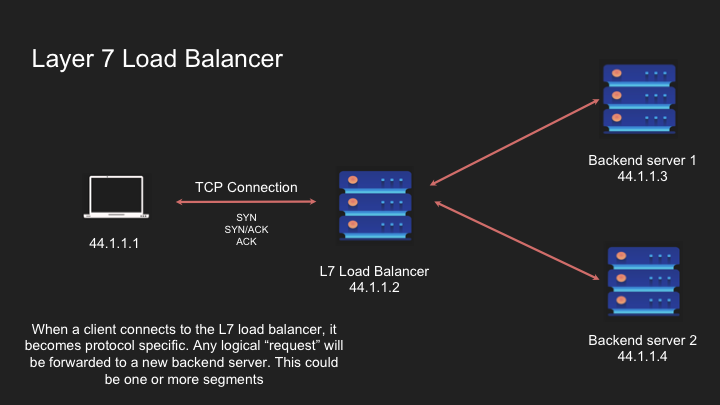 Layer 7 Load Balancer
TCP Connection
SYN
SYN/ACK
ACK
44.1.1.1
L7 Load Balancer
44.1.1.2
Backend server 1
44.1.1.3
Backend server 2
44.1.1.4
When a client connects to the L7 load balancer, it
becomes protocol specific. Any logical “request” will
be forwarded to a new backend server. This could
be one or more segments